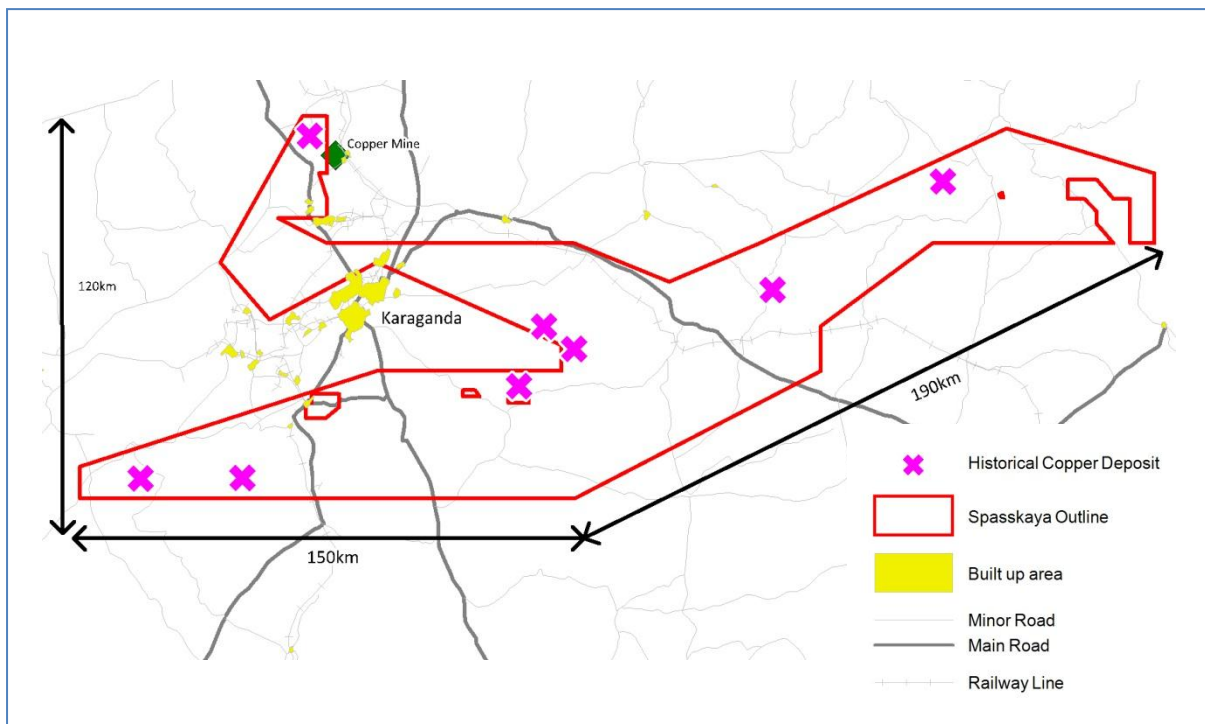 Copper Mine
120km
Karaganda
190km
150km
Historical Copper Deposit
Spasskaya Outline
Built up area
Minor Road
Main Road
Railway Line